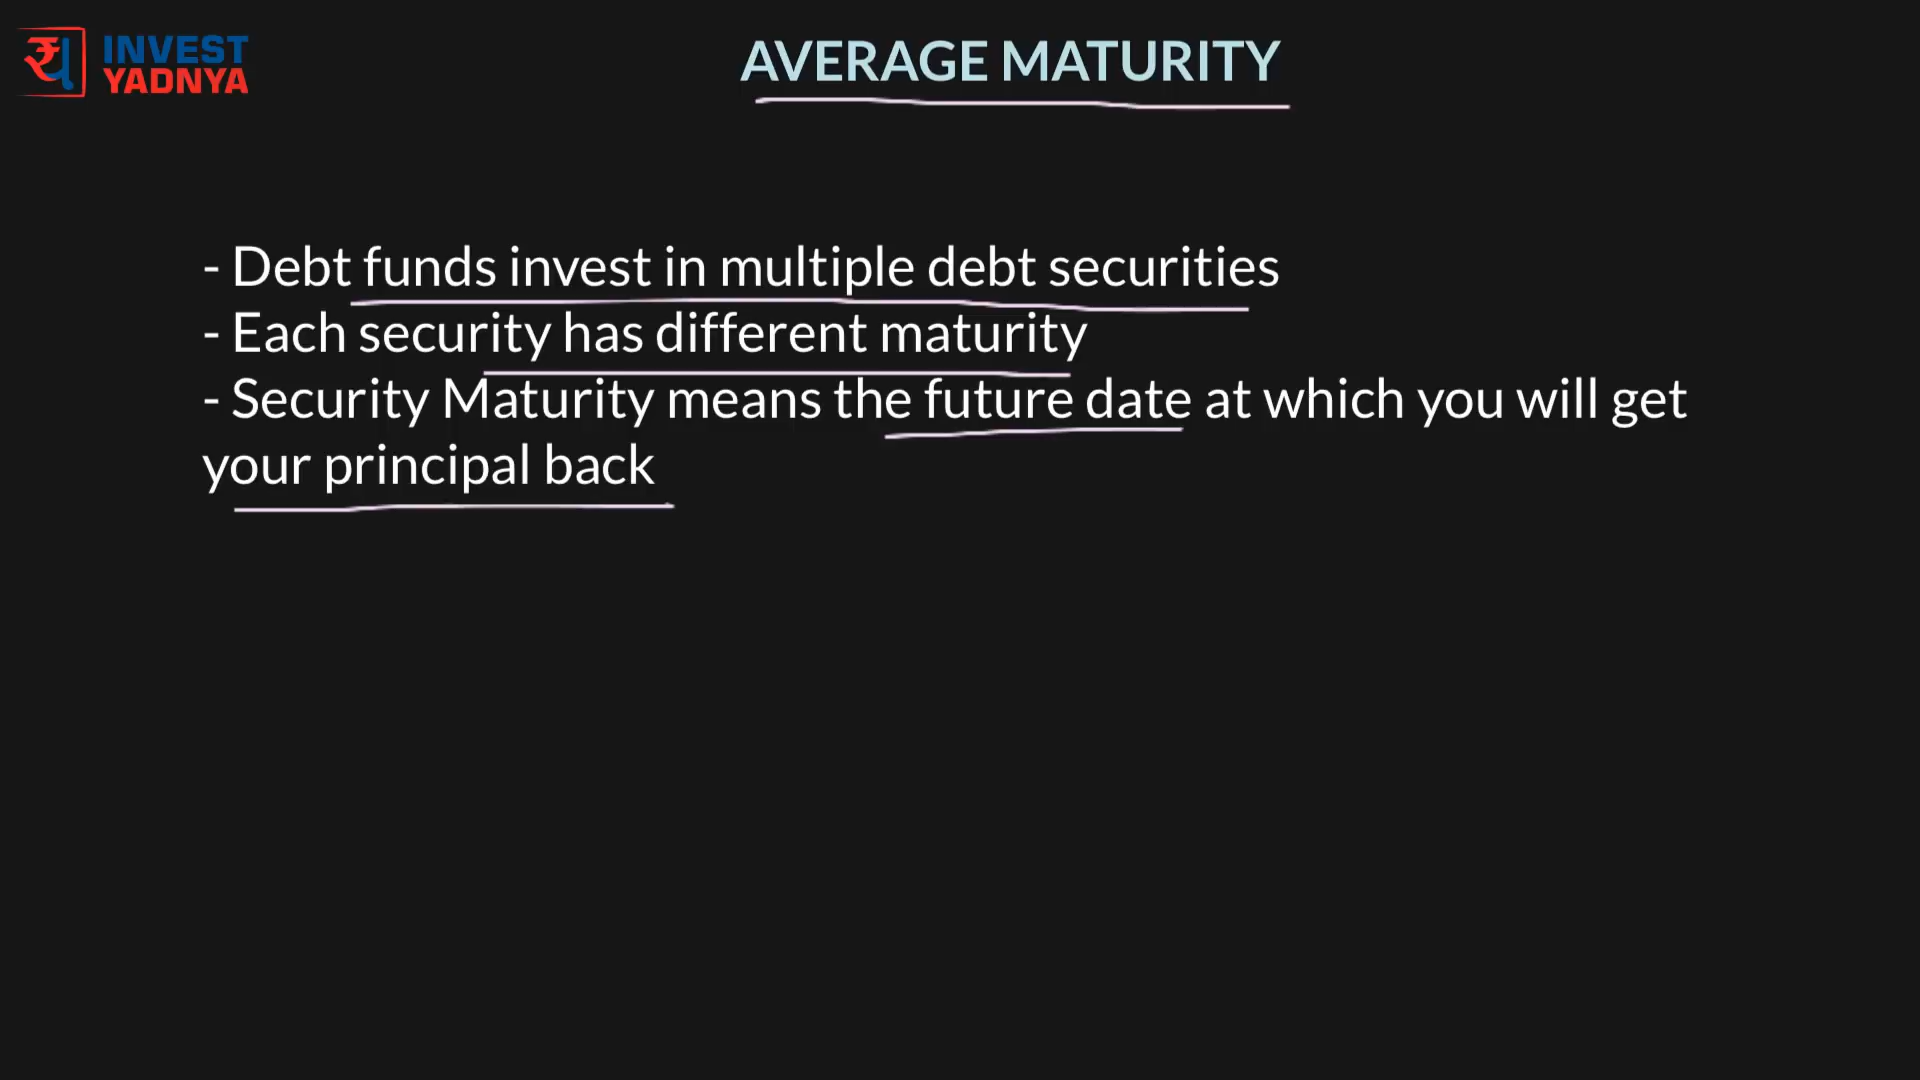 INVEST
YADNYA
AVERAGE MATURITY
- Debt funds invest in multiple debt securities
- Each security has different maturity
- Security Maturity means the future date at which you will get
your principal back